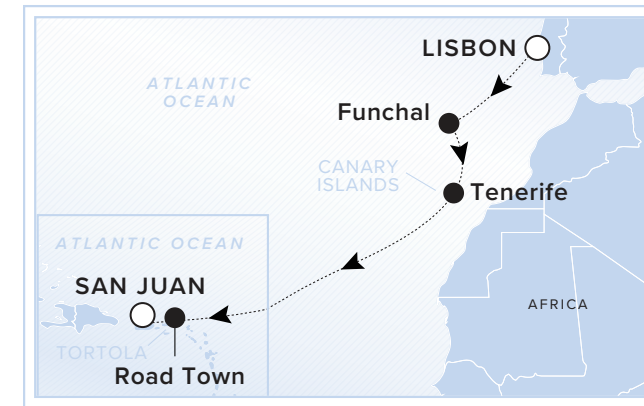 LISBON
ATLANTIC
OCEAN
Funchal
CANARY
ISLANDS
Tenerife
ATLANTIC OCEAN
SAN JUAN
AFRICA
TORTOLA
Road Town